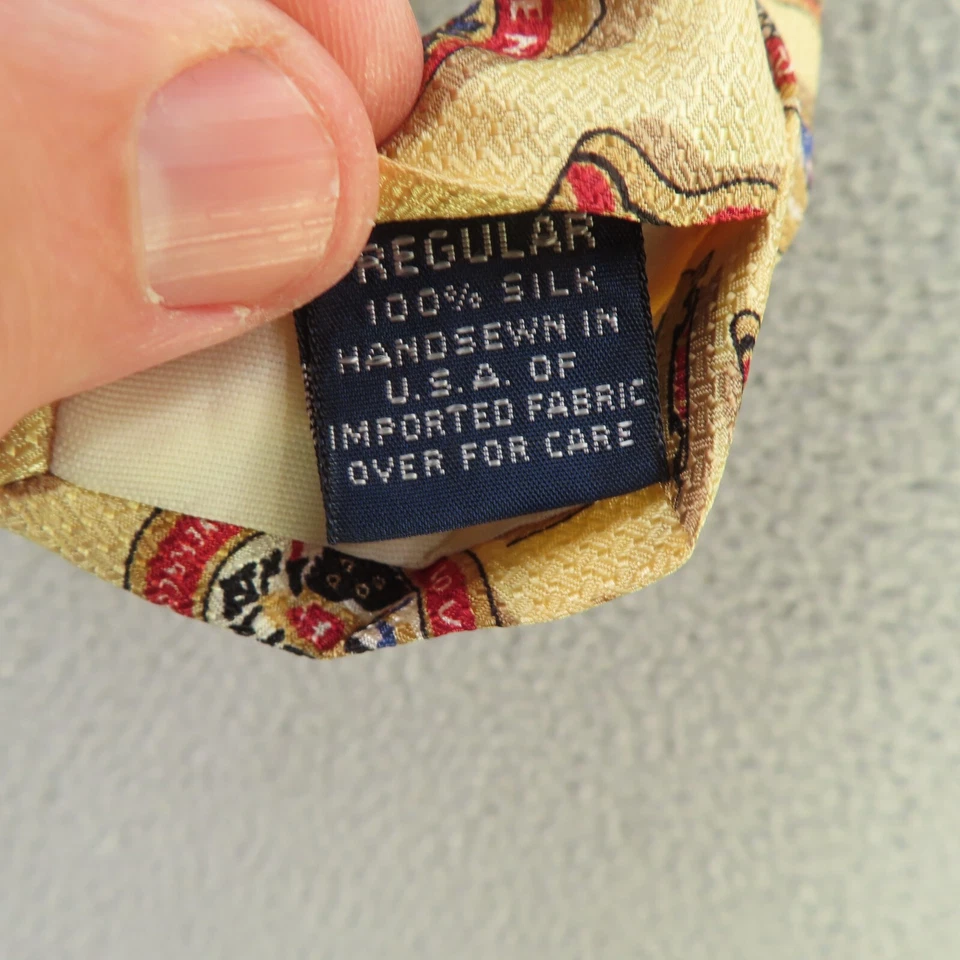 REGULAR
100% SILK
HANDSEWN IN
U.S.A. OF
IMPORTED FABRIC
OVER FOR CARE